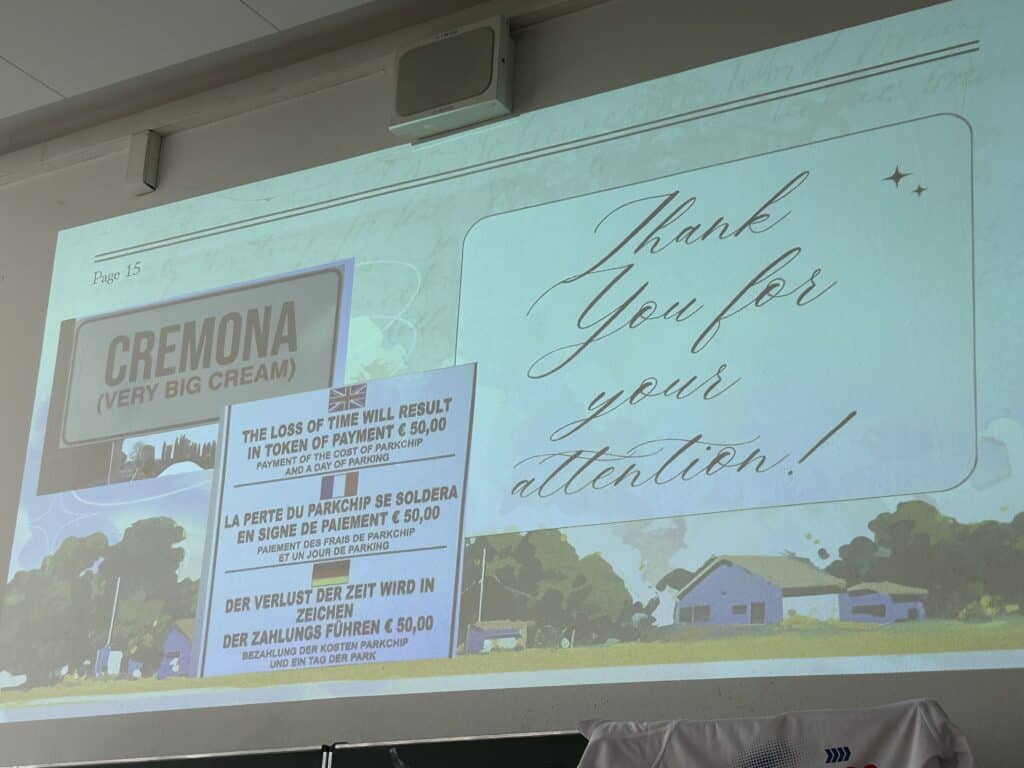 Page 15
CREMONA
(VERY BIG CREAM)
THE LOSS OF TIME WILL RESULT
IN TOKEN OF PAYMENT € 50,00
PAYMENT OF THE COST OF PARKCHIP
AND A DAY OF PARKING
LA PERTE DU PARKCHIP SE SOLDERA
EN SIGNE DE PAIEMENT € 50,00
PAIEMENT DES FRAIS DE PARKCHIP
ET UN JOUR DE PARKING
DER VERLUST DER ZEIT WIRD IN
ZEICHEN
DER ZAHLUNGS FÜHREN € 50,00
BEZAHLUNG DER KOSTEN PARKCHIP
UND EIN TAG DER PARK
Thank
You for
your
attention!